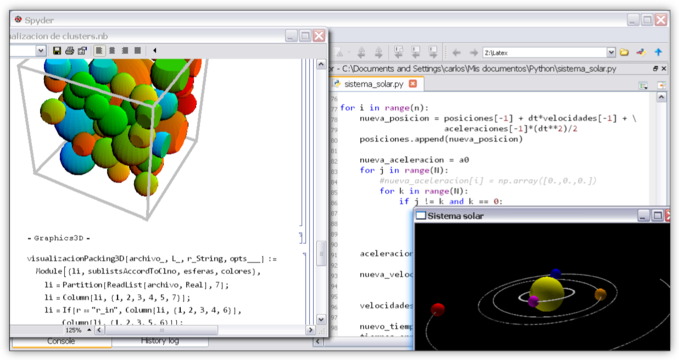 Spyder
ualizacion de clusters.nb
Z:\Latex
or - C:\Documents and Settings\carlos\Mis documentos\Python\sistema_solar.py
sistema_solar.py
for i in range(n):
nueva_posicion = posiciones[-1] + dt*velocidades[-1] + \
aceleraciones[-1]*(dt**2)/2
posiciones.append(nueva_posicion)
nueva_aceleracion = a0
for j in range(N):
#nueva_aceleracion[i] = np.array([0.,0.,0.])
for k in range(N):
if j != k and k == 0:
aceleracion
nueva_veloc
velocidades
nuevo_tiemp
Sistema solar
- Graphics3D -
visualizacionPacking3D[archivo_, L_, r_String, opts___] :=
Module[{li, sublistsAccordToClno, esferas, colores},
li = Partition[ReadList[archivo, Real], 7];
li = Column[li, {1, 2, 3, 4, 5, 7}];
li = If[r == "r_in", Column[li, {1, 2, 3, 4, 6}],
Column[li, {1, 2, 3, 5, 6}]];
125%
Console
History log